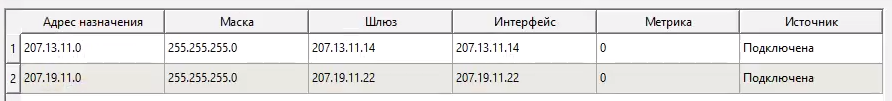 Адрес назначения Маска Шлюз Интерфейс Метрика Источник
1 207.13.11.0 255.255.255.0 207.13.11.14 207.13.11.14 0 Подключена
2 207.19.11.0 255.255.255.0 207.19.11.22 207.19.11.22 0 Подключена